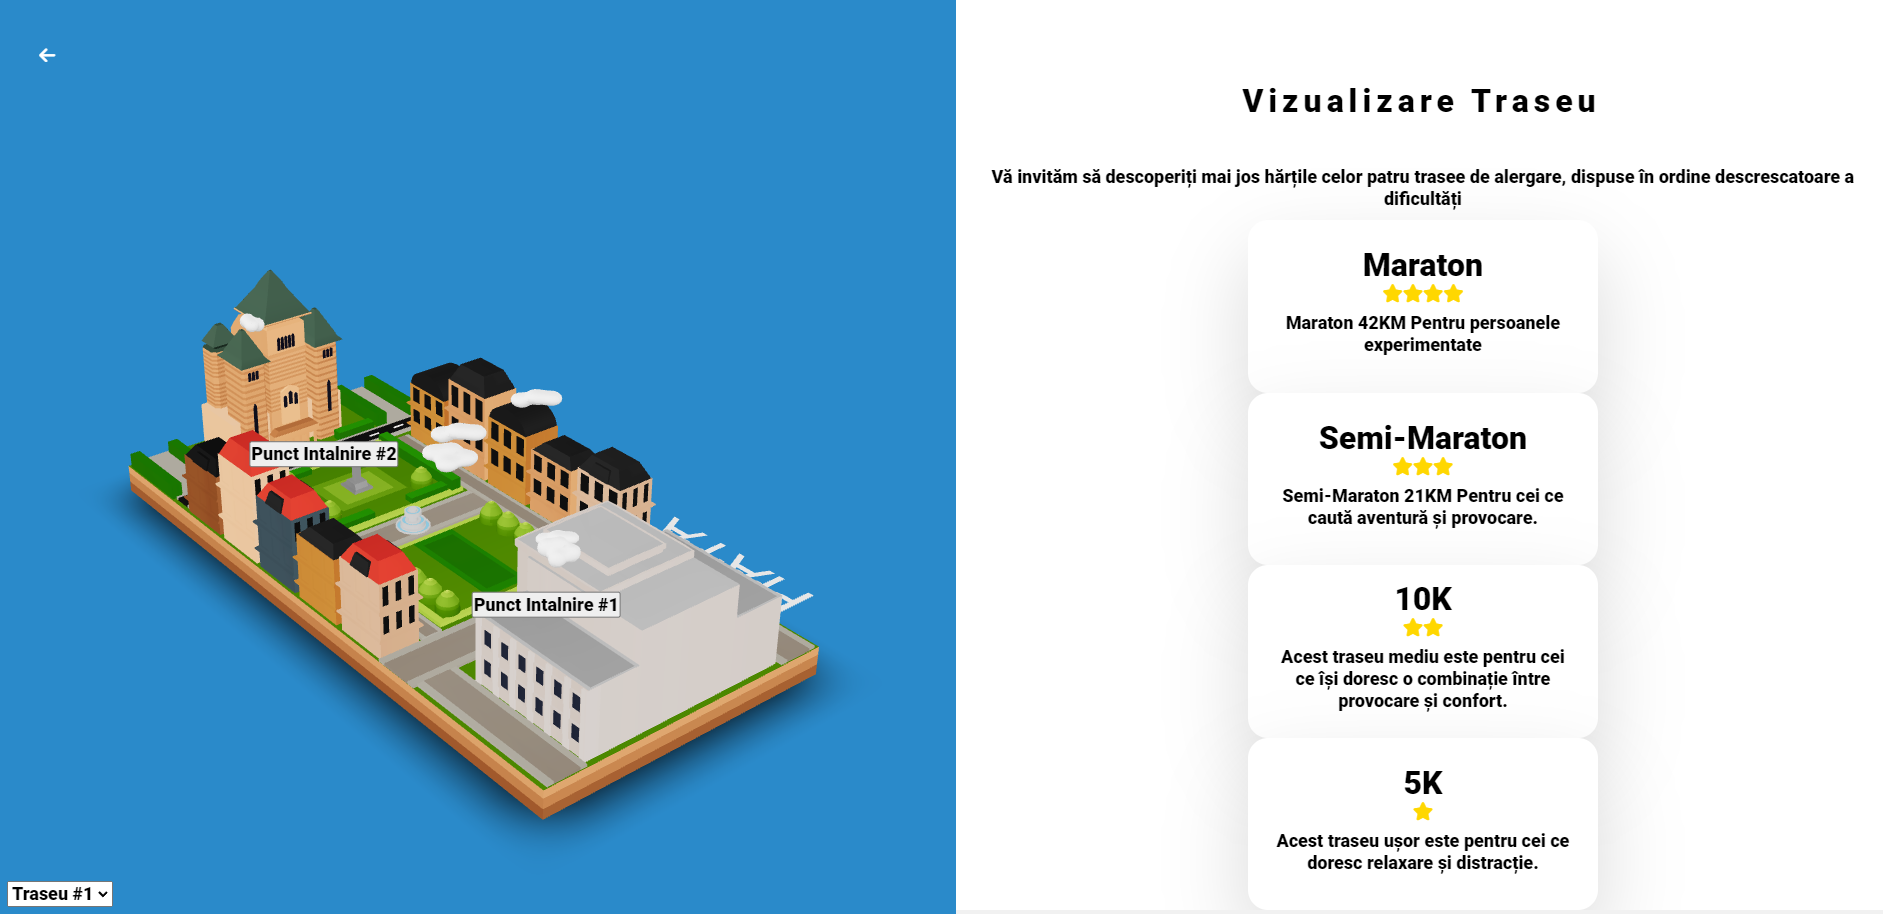 Punct Intalnire #2
Punct Intalnire #1
Traseu #1
Vizualizare Traseu
Vă invităm să descoperiți mai jos hărțile celor patru trasee de alergare, dispuse în ordine descrescatoare a
dificultăți
Maraton
Maraton 42KM Pentru persoanele
experimentate
Semi-Maraton
Semi-Maraton 21KM Pentru cei ce
caută aventură și provocare.
10K
Acest traseu mediu este pentru cei
ce își doresc o combinație între
provocare și confort.
5K
Acest traseu ușor este pentru cei ce
doresc relaxare și distracție.